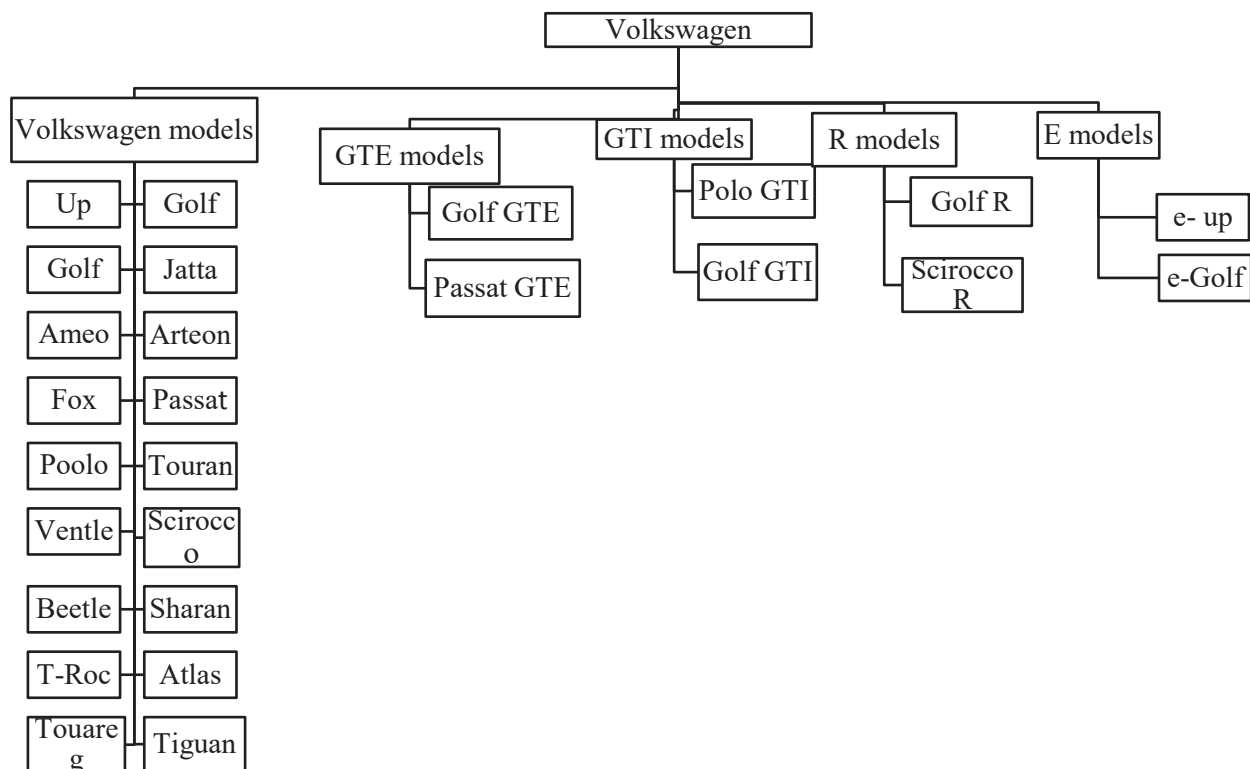 Volkswagen
Volkswagen models
GTE models
GTI models
R models
E models
Up
Golf
Golf
Jatta
Ameo
Arteon
Fox
Passat
Poolo
Touran
Ventle
Scirocc
o
Beetle
Sharan
T-Roc
Atlas
Touare
g
Tiguan
Golf GTE
Passat GTE
Polo GTI
Golf GTI
Golf R
Scirocco
R
e- up
e-Golf